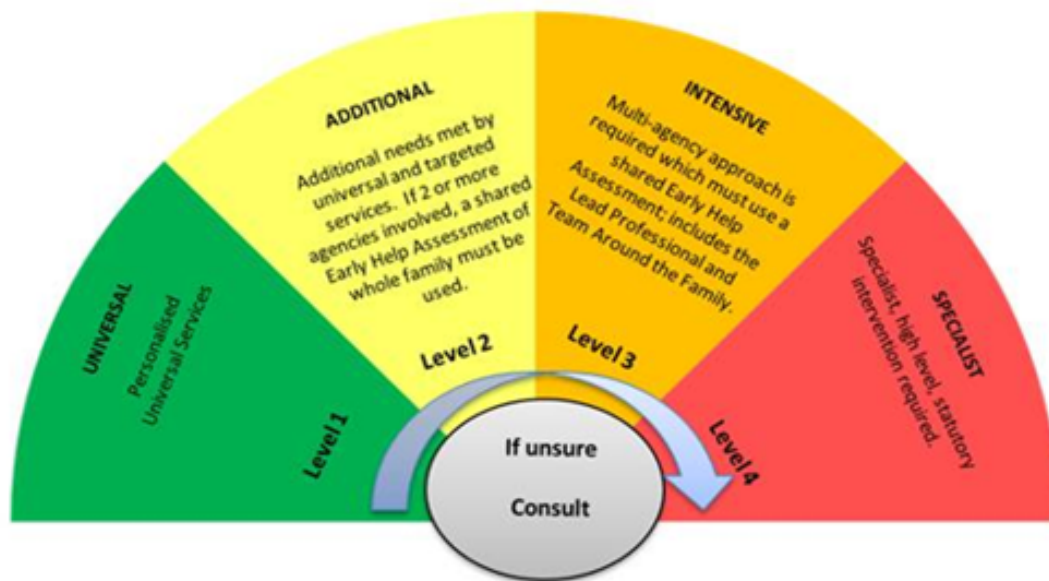 UNIVERSAL
Personalised
Universal Services
Level 1
ADDITIONAL
Additional needs met by
universal and targeted
services.  If 2 or more
agencies involved, a shared
Early Help Assessment of
whole family must be
used.
Level 2
INTENSIVE
Multi-agency approach is
required which must use a
shared Early Help
Assessment; includes the
Lead Professional and
Team Around the Family.
Level 3
SPECIALIST
Specialist, high level, statutory
intervention required.
Level 4
If unsure
Consult